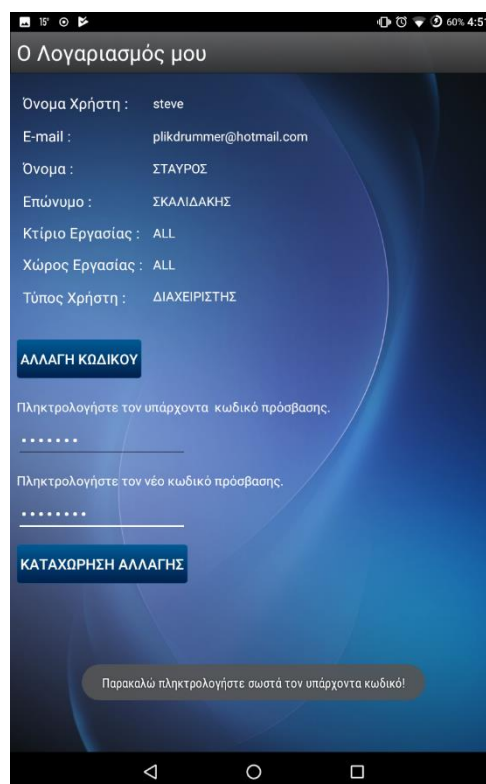 15° 60% 4:51
Ο Λογαριασμός μου
Όνομα Χρήστη : steve
E-mail : plikdrummer@hotmail.com
Όνομα : ΣΤΑΥΡΟΣ
Επώνυμο : ΣΚΑΛΙΔΑΚΗΣ
Κτίριο Εργασίας : ALL
Χώρος Εργασίας : ALL
Τύπος Χρήστη : ΔΙΑΧΕΙΡΙΣΤΗΣ
ΑΛΛΑΓΗ ΚΩΔΙΚΟΥ
Πληκτρολογήστε τον υπάρχοντα κωδικό πρόσβασης.
·······
Πληκτρολογήστε τον νέο κωδικό πρόσβασης.
········
ΚΑΤΑΧΩΡΗΣΗ ΑΛΛΑΓΗΣ
Παρακαλώ πληκτρολογήστε σωστά τον υπάρχοντα κωδικό!